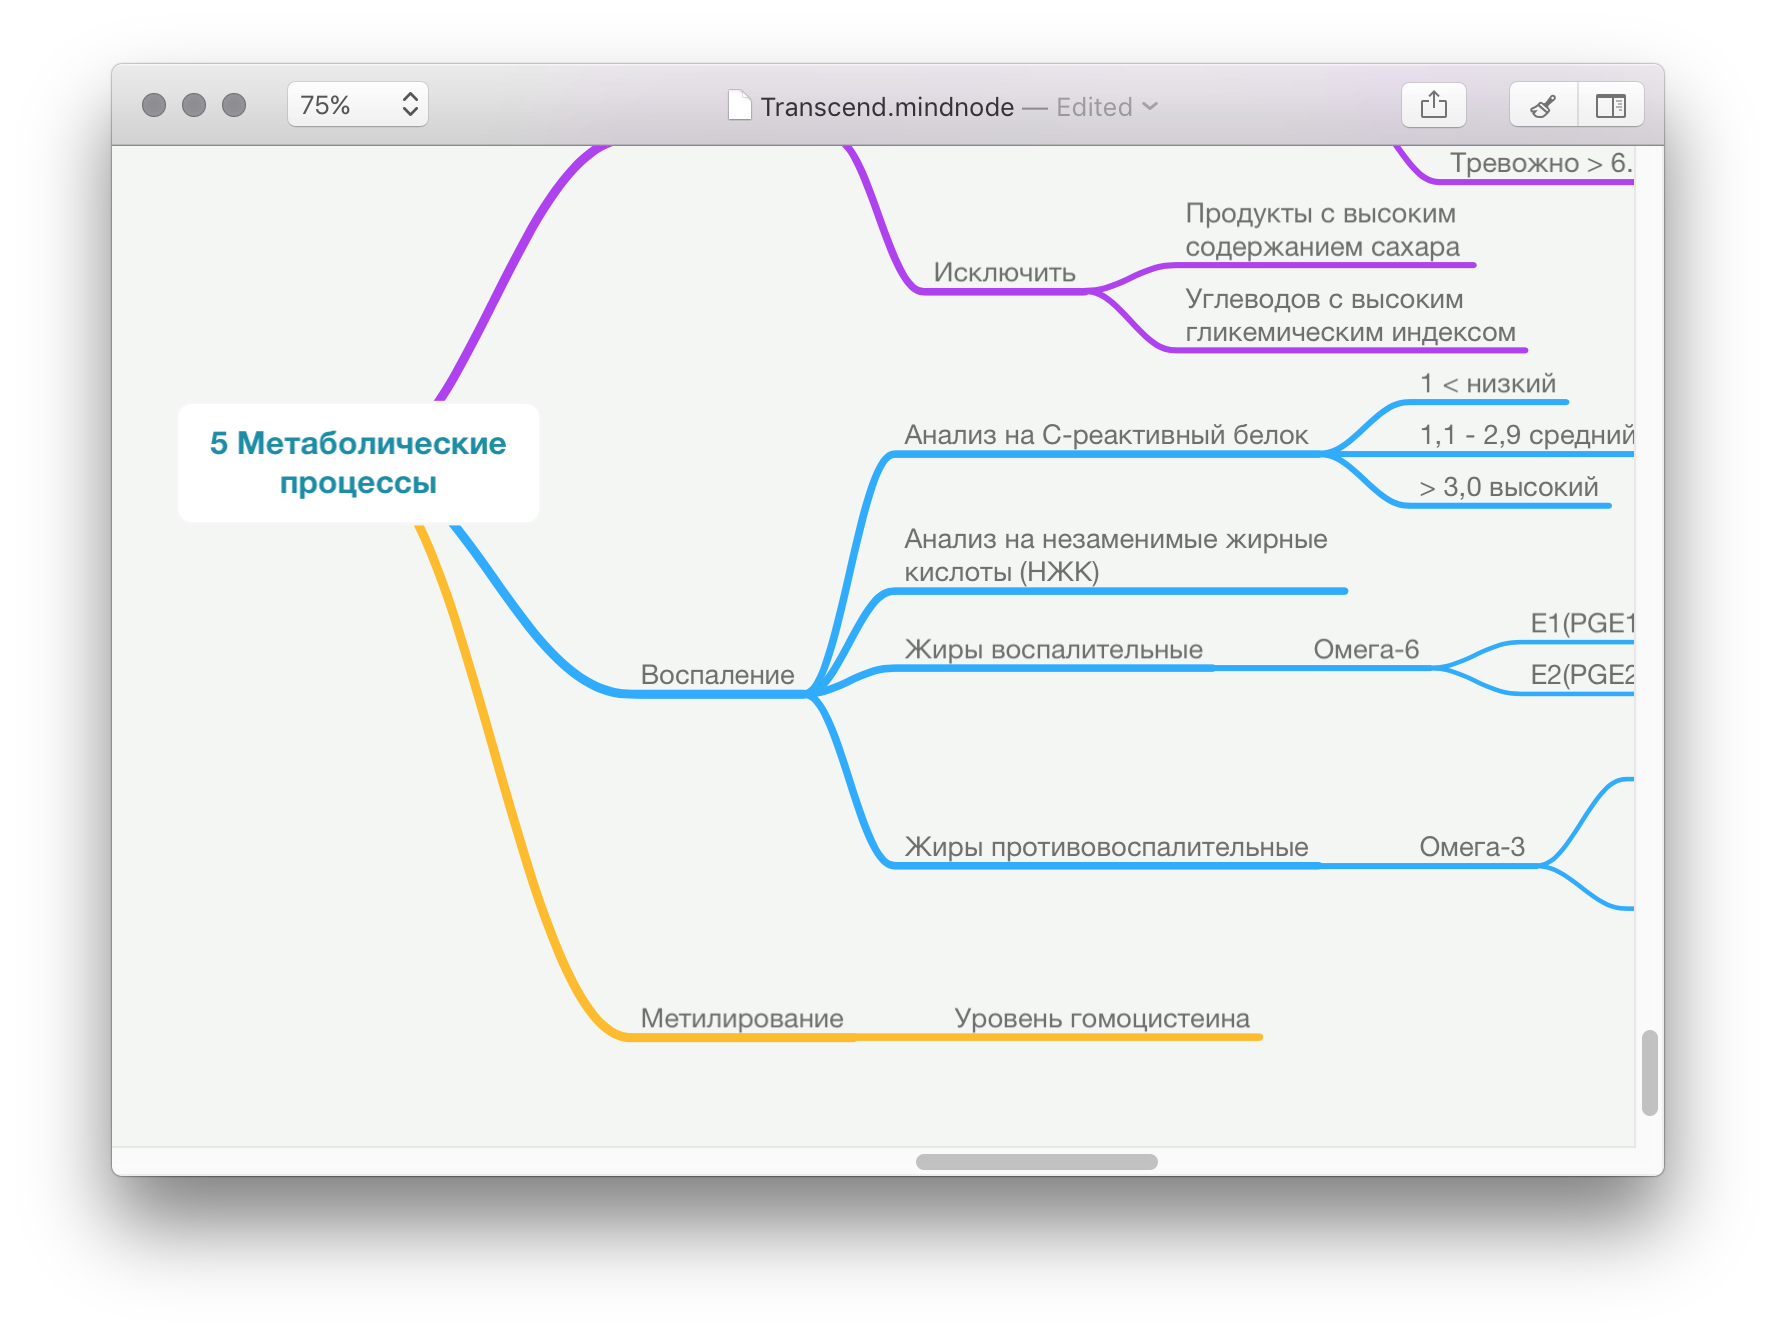 75%
Transcend.mindnode — Edited
Тревожно > 6.
Продукты с высоким
содержанием сахара
Исключить
Углеводов с высоким
гликемическим индексом
1 < низкий
Анализ на С-реактивный белок
1,1 - 2,9 средний
> 3,0 высокий
5 Метаболические
процессы
Анализ на незаменимые жирные
кислоты (НЖК)
E1(PGE1
Жиры воспалительные
Омега-6
E2(PGE2
Воспаление
Жиры противовоспалительные
Омега-3
Метилирование
Уровень гомоцистеина